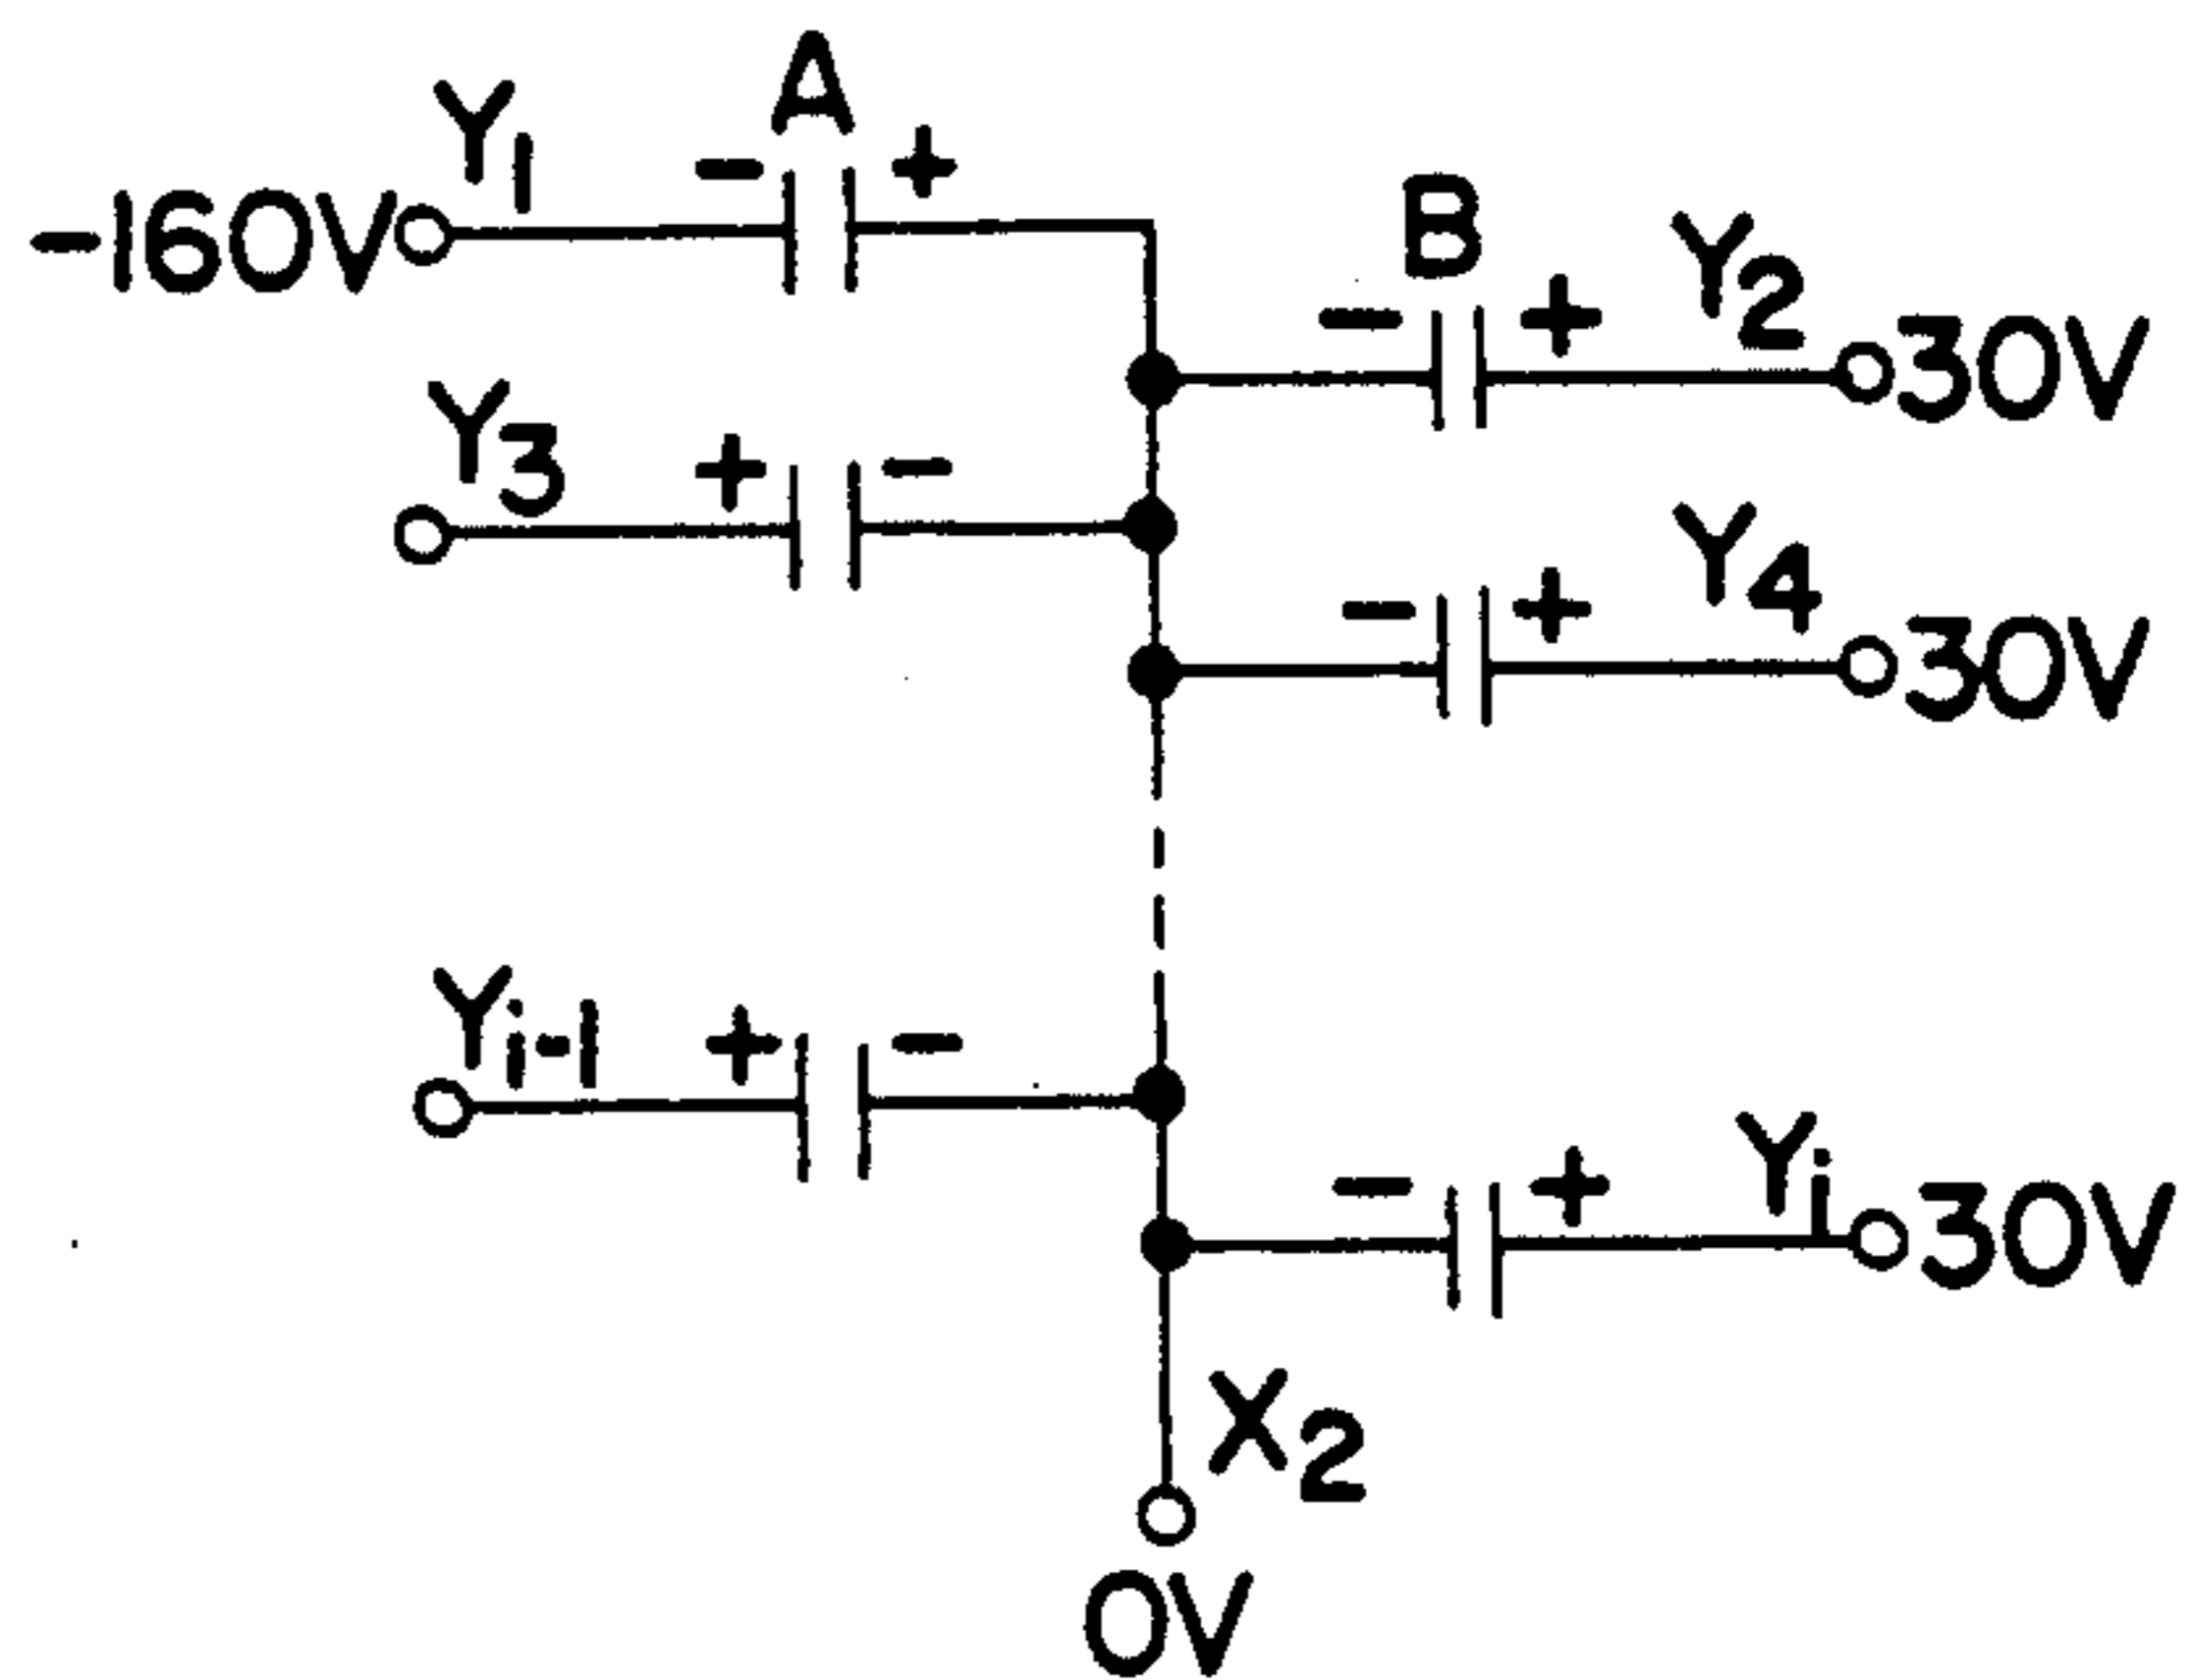 A
Y1
- +
-160V
B
Y2
- +
30V
Y3
+ -
Y4
- +
30V
Yi-1
+ -
Yi
- +
30V
X2
0V